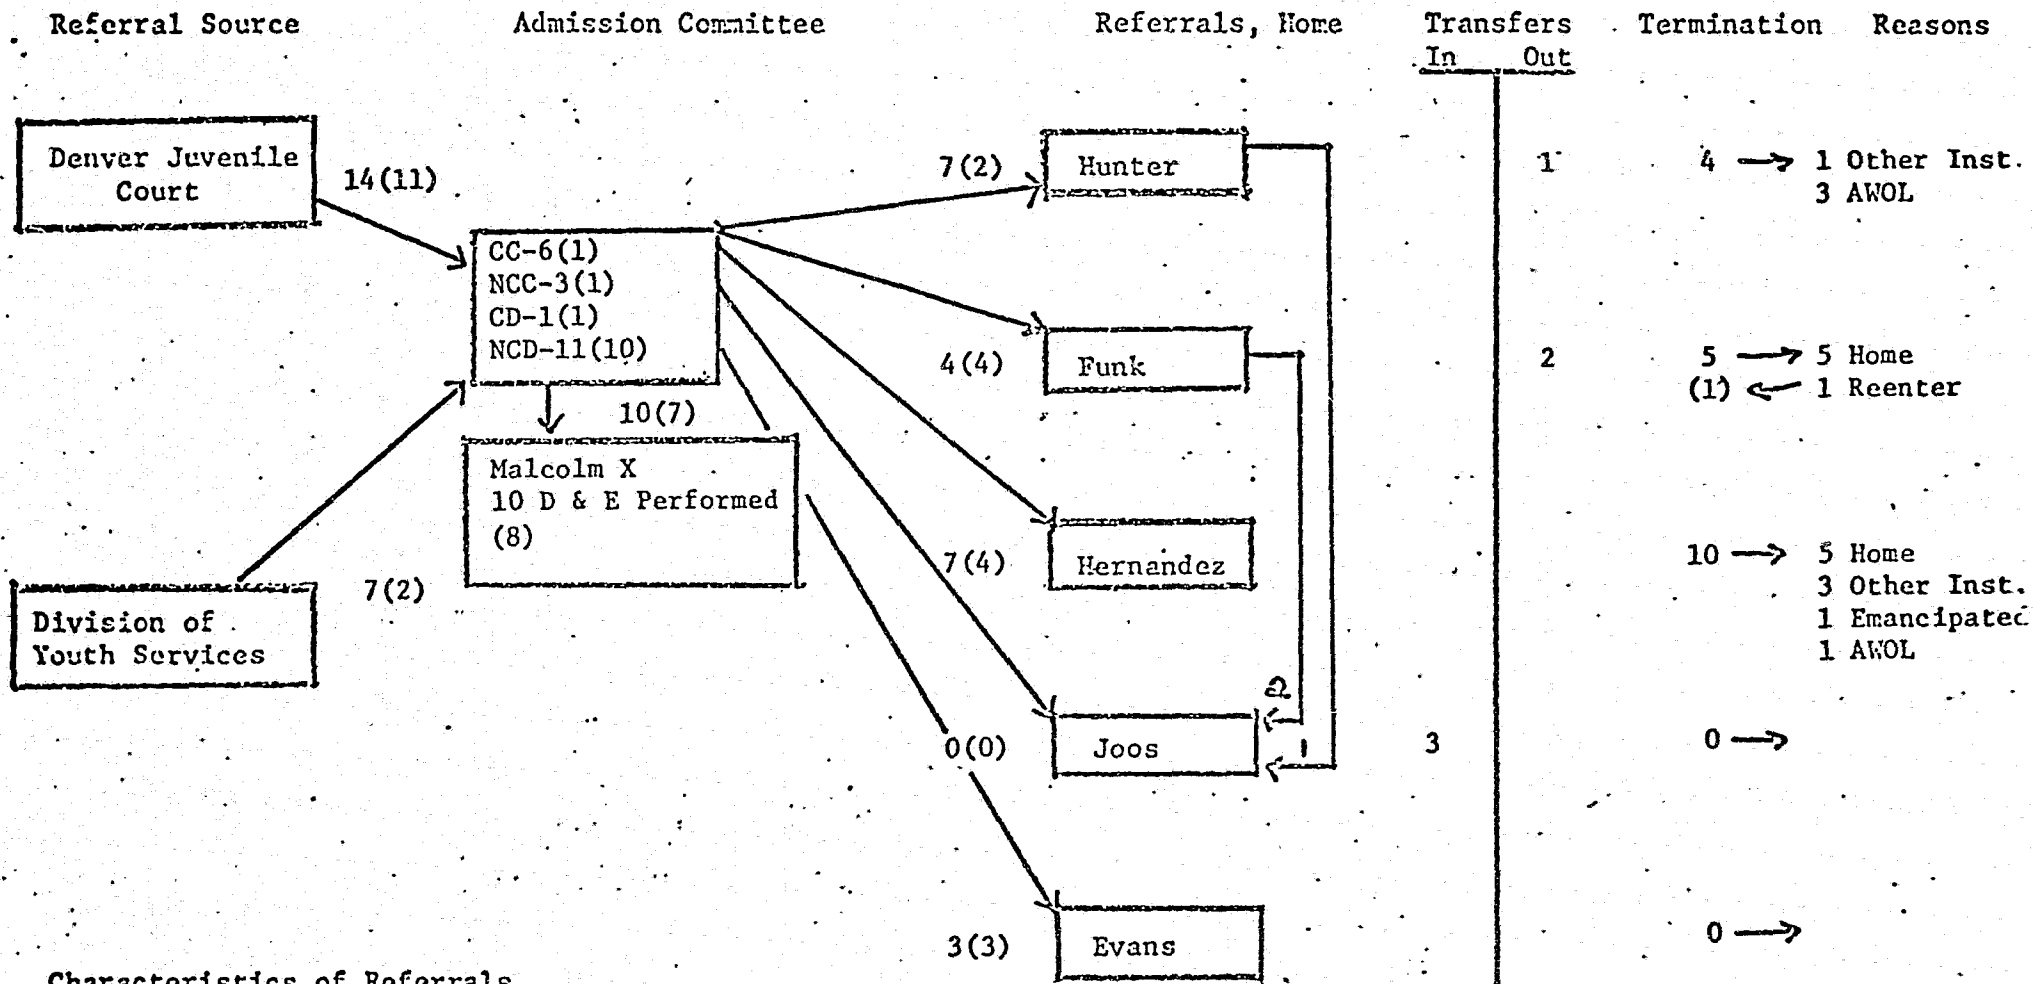 Referral Source Admission Committee Referrals, Home Transfers Termination Reasons
In Out
Denver Juvenile
Court
14(11)
CC-6(1)
NCC-3(1)
CD-1(1)
NCD-11(10)
10(7)
Malcolm X
10 D & E Performed
(8)
Division of
Youth Services
7(2)
7(2)
Hunter
1
4 → 1 Other Inst.
3 AWOL
4(4)
Funk
2
5 → 5 Home
(1) ← 1 Reenter
7(4)
Hernandez
10 → 5 Home
3 Other Inst.
1 Emancipated
1 AWOL
2
0(0)
Joos
1
3
0 →
3(3)
Evans
0 →
Characteristics of Referrals